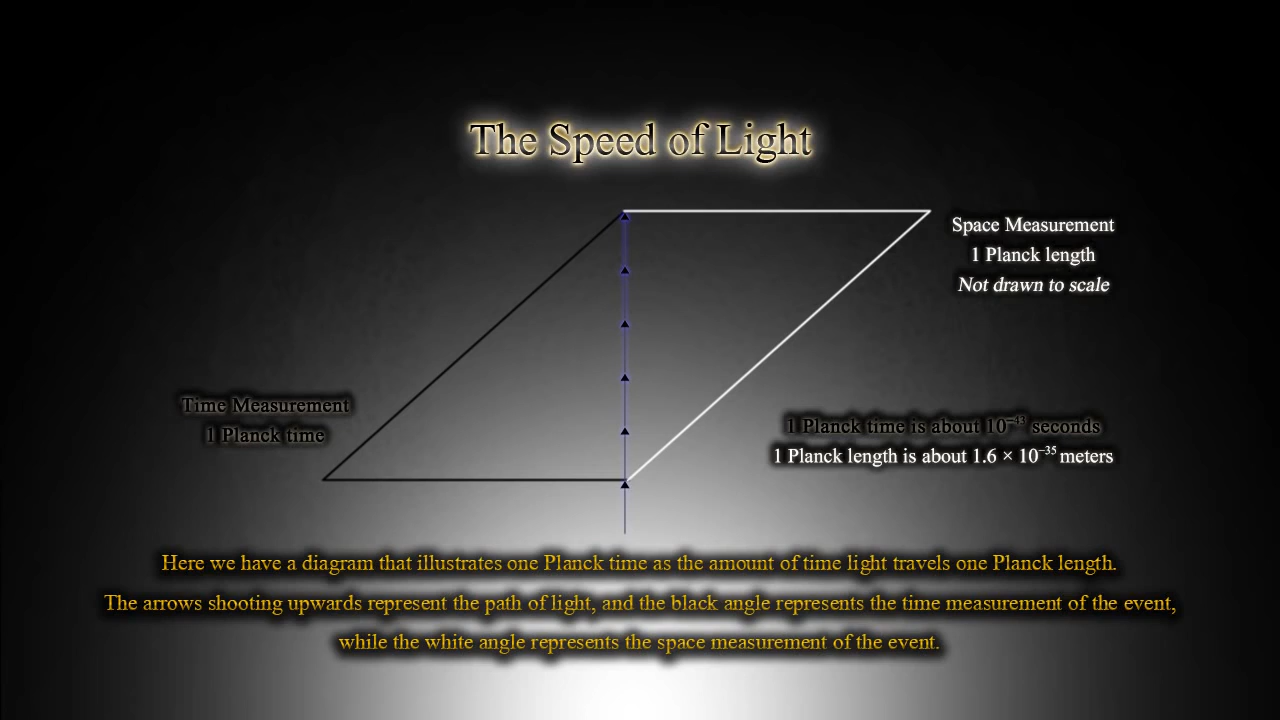 The Speed of Light
Space Measurement
1 Planck length
Not drawn to scale
Time Measurement
1 Planck time
1 Planck time is about 10⁻⁴³ seconds
1 Planck length is about 1.6 × 10⁻³⁵ meters
Here we have a diagram that illustrates one Planck time as the amount of time light travels one Planck length.
The arrows shooting upwards represent the path of light, and the black angle represents the time measurement of the event,
while the white angle represents the space measurement of the event.